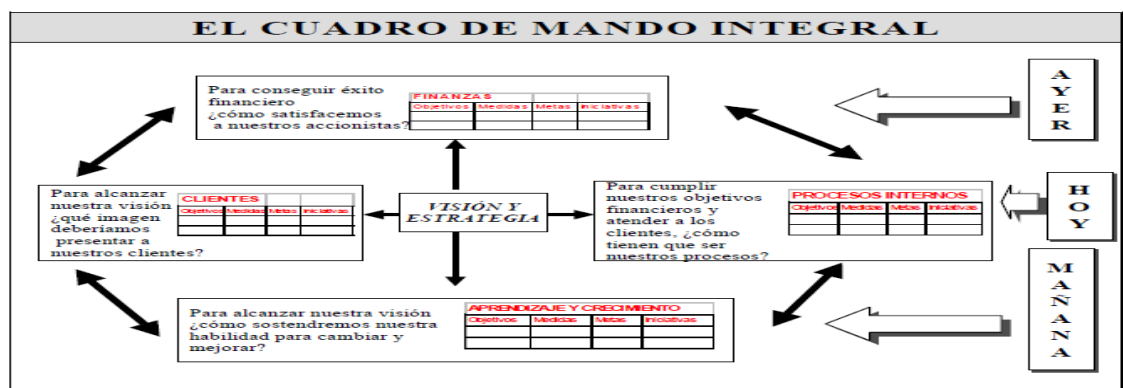 EL CUADRO DE MANDO INTEGRAL
Para conseguir éxito
financiero
¿cómo satisfacemos
a nuestros accionistas?
FINANZAS
Objetivos Medidas Metas Iniciativas
AYER
Para alcanzar
nuestra visión
¿qué imagen
deberíamos
presentar a
nuestros clientes?
CLIENTES
Objetivos Medidas Metas Iniciativas
VISIÓN Y
ESTRATEGIA
Para cumplir
nuestros objetivos
financieros y
atender a los
clientes, ¿cómo
tienen que ser
nuestros procesos?
PROCESOS INTERNOS
Objetivos Medidas Metas Iniciativas
HOY
Para alcanzar nuestra visión
¿cómo sostendremos nuestra
habilidad para cambiar y
mejorar?
APRENDIZAJE Y CRECIMIENTO
Objetivos Medidas Metas Iniciativas
MAÑANA